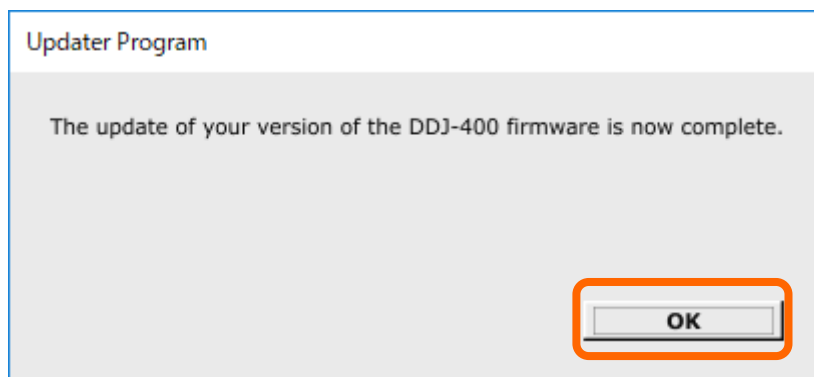 Updater Program
The update of your version of the DDJ-400 firmware is now complete.
OK